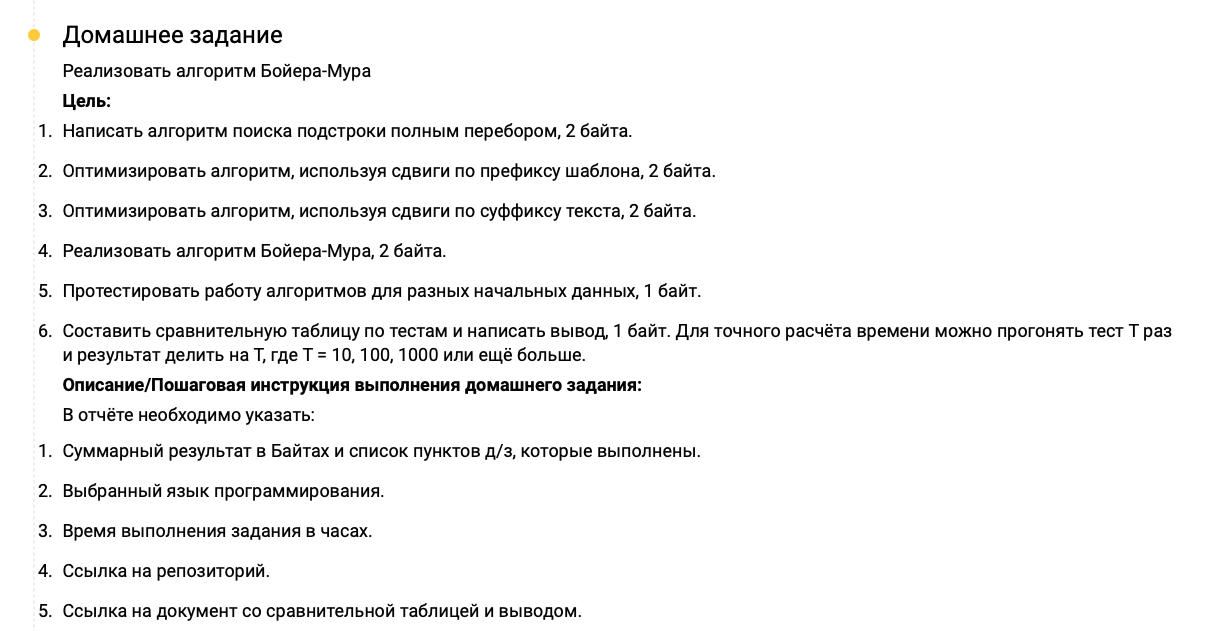 Домашнее задание
Реализовать алгоритм Бойера-Мура
Цель:
1. Написать алгоритм поиска подстроки полным перебором, 2 байта.
2. Оптимизировать алгоритм, используя сдвиги по префиксу шаблона, 2 байта.
3. Оптимизировать алгоритм, используя сдвиги по суффиксу текста, 2 байта.
4. Реализовать алгоритм Бойера-Мура, 2 байта.
5. Протестировать работу алгоритмов для разных начальных данных, 1 байт.
6. Составить сравнительную таблицу по тестам и написать вывод, 1 байт. Для точного расчёта времени можно прогонять тест T раз
и результат делить на T, где T = 10, 100, 1000 или ещё больше.
Описание/Пошаговая инструкция выполнения домашнего задания:
В отчёте необходимо указать:
1. Суммарный результат в Байтах и список пунктов д/з, которые выполнены.
2. Выбранный язык программирования.
3. Время выполнения задания в часах.
4. Ссылка на репозиторий.
5. Ссылка на документ со сравнительной таблицей и выводом.